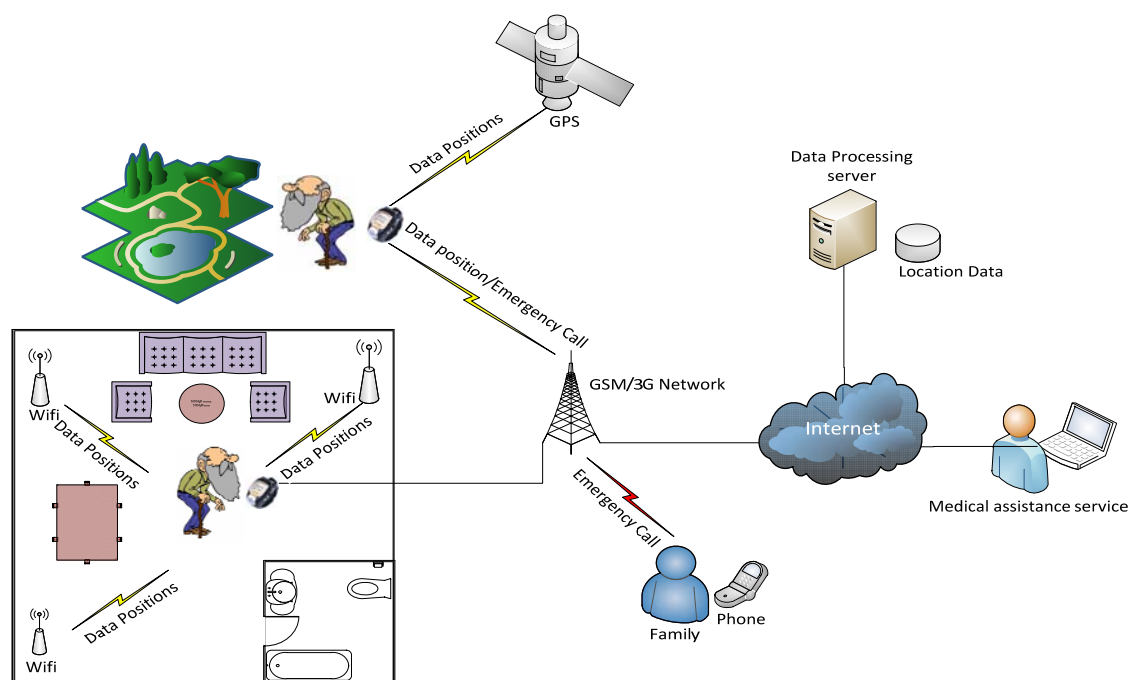 GPS
Data Positions
Data Processing
server
Location Data
Data position/Emergency Call
GSM/3G Network
Wifi
Wifi
Data Positions
Data Positions
Internet
Medical assistance service
Emergency Call
Data Positions
Wifi
Family
Phone